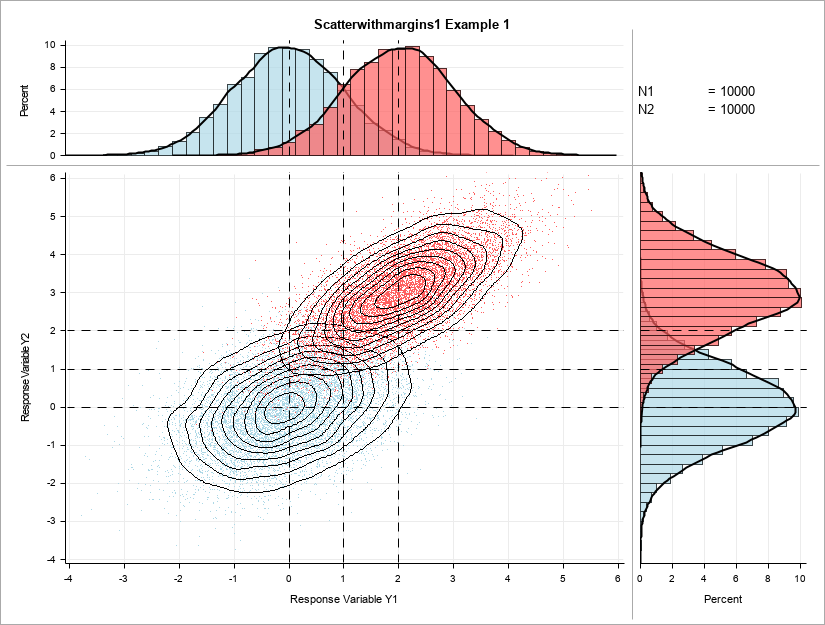 Scatterwithmargins1 Example 1
10
8
6
4
2
0
Percent
N1 = 10000
N2 = 10000
6
5
4
3
2
1
0
-1
-2
-3
-4
Response Variable Y2
-4 -3 -2 -1 0 1 2 3 4 5 6
Response Variable Y1
0 2 4 6 8 10
Percent